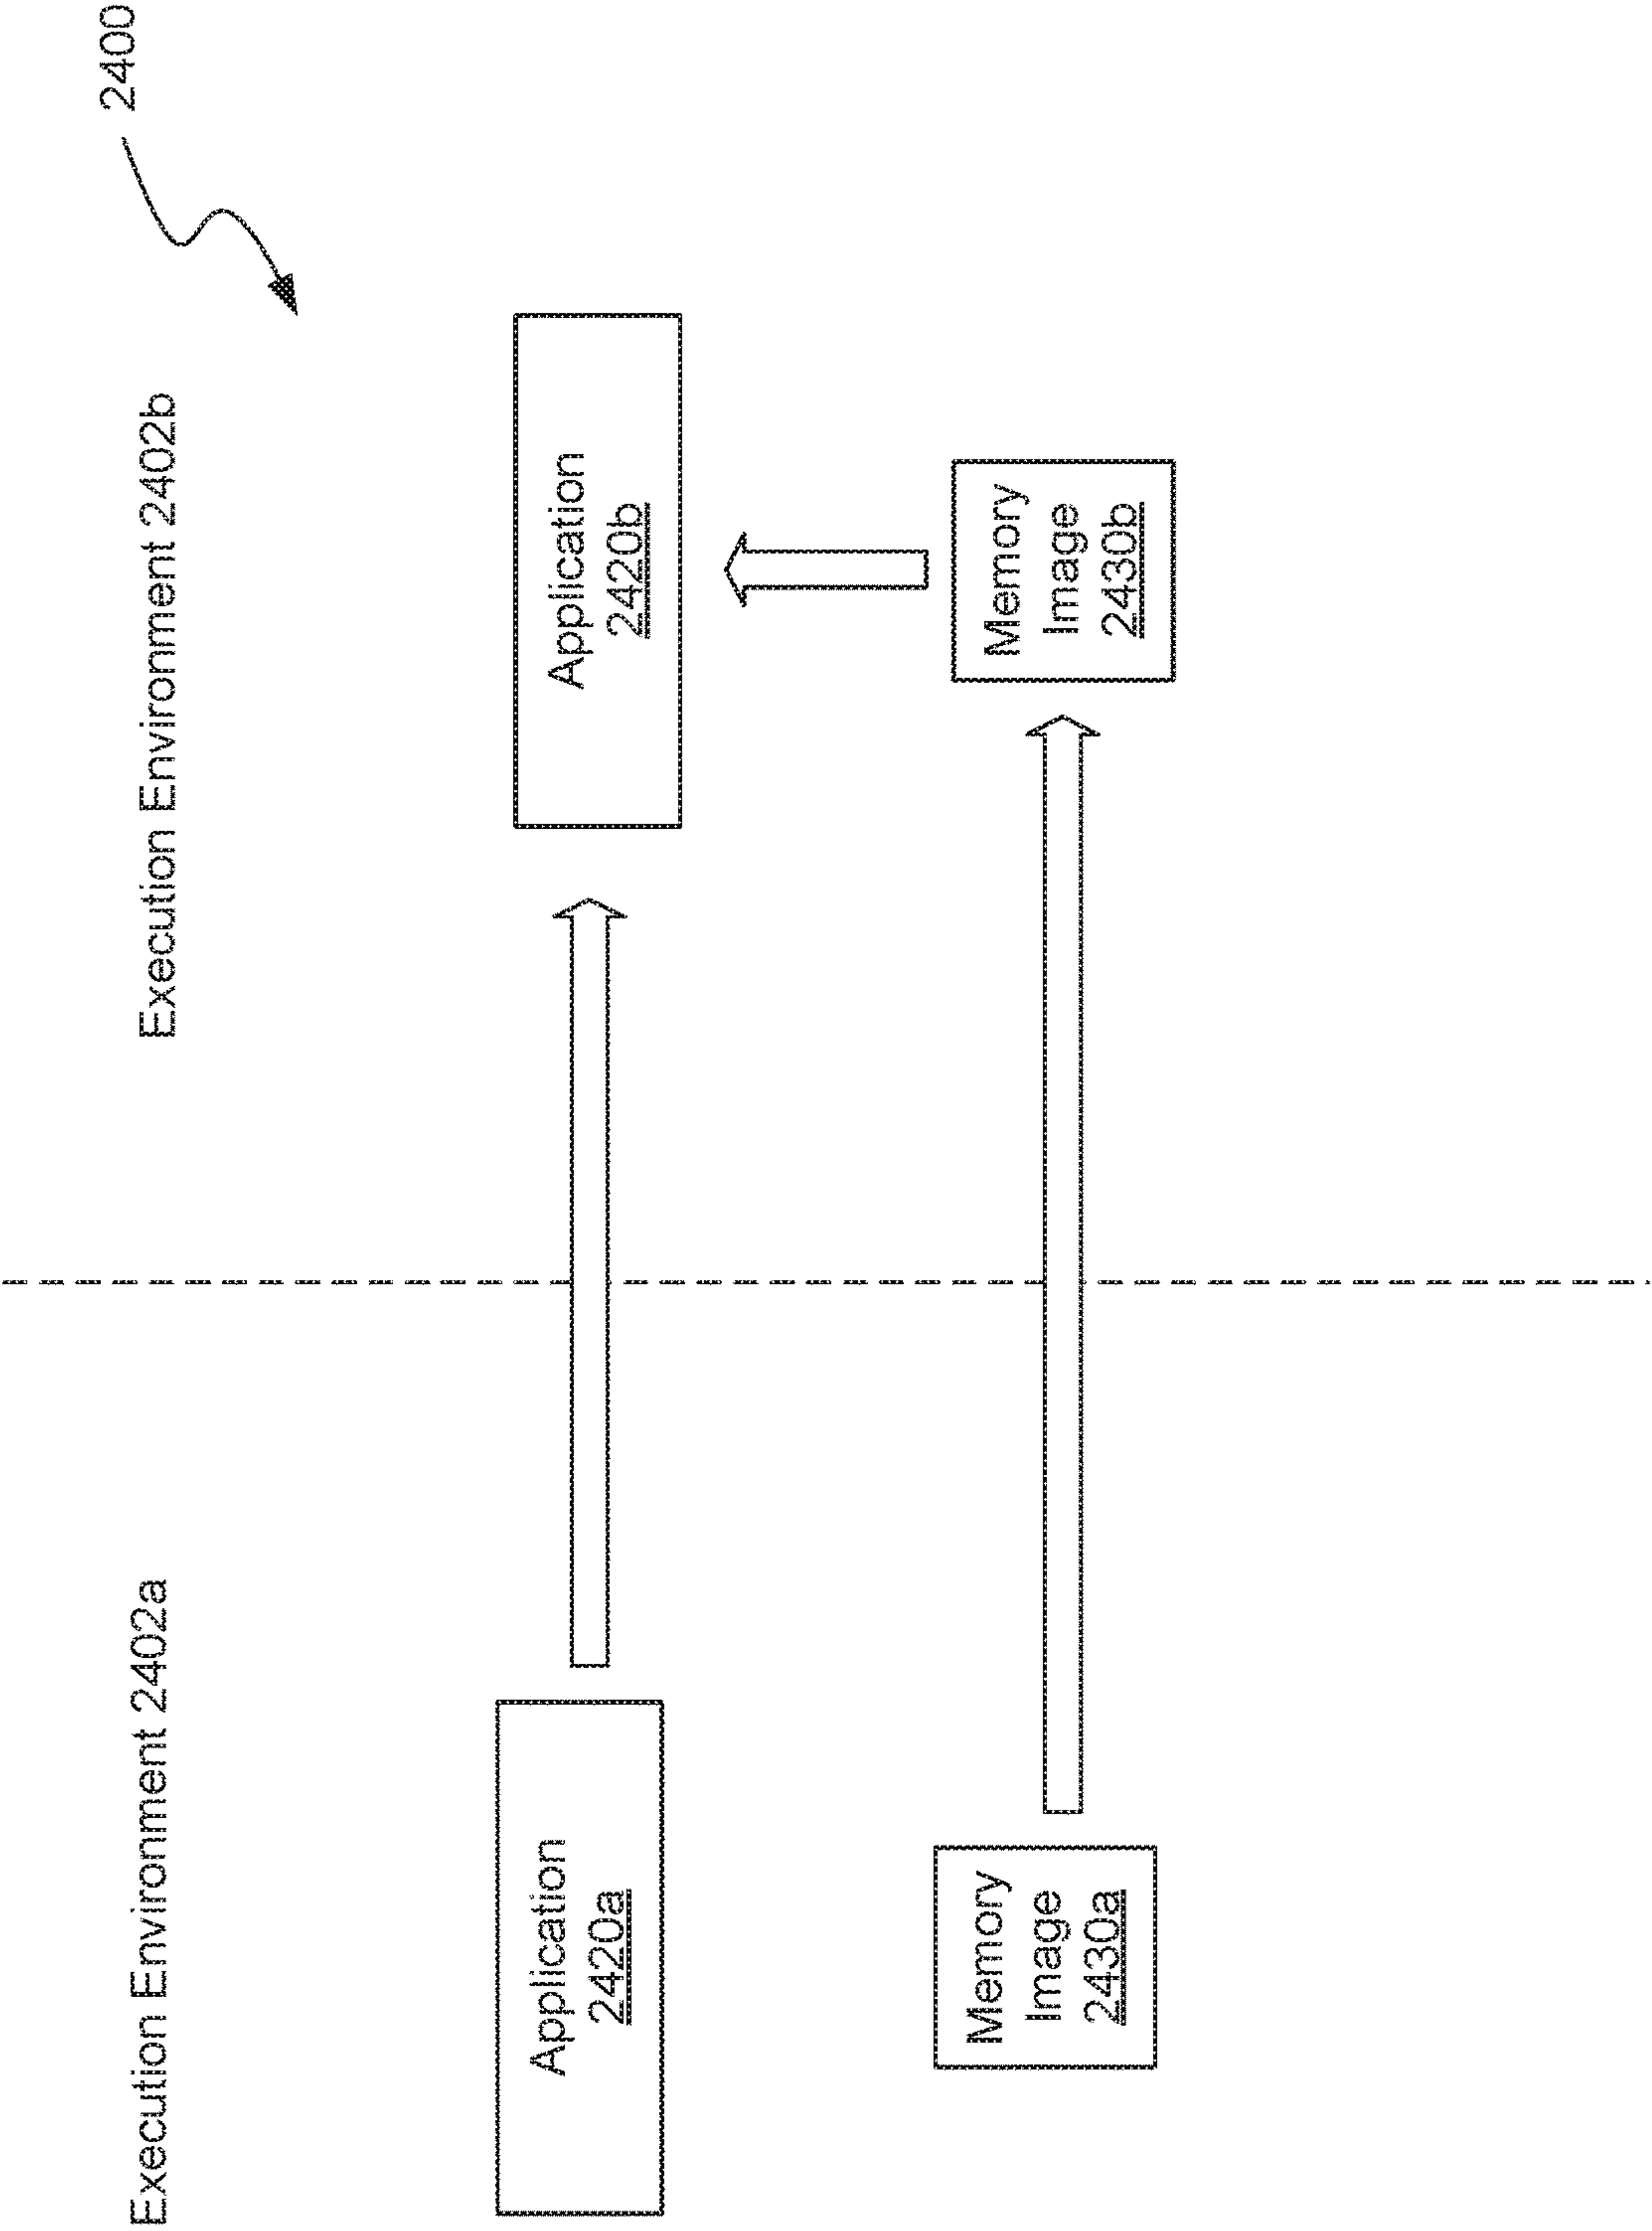 2400
Execution Environment 2402a
Execution Environment 2402b
Application
2420a
Application
2420b
Memory
Image
2430a
Memory
Image
2430b